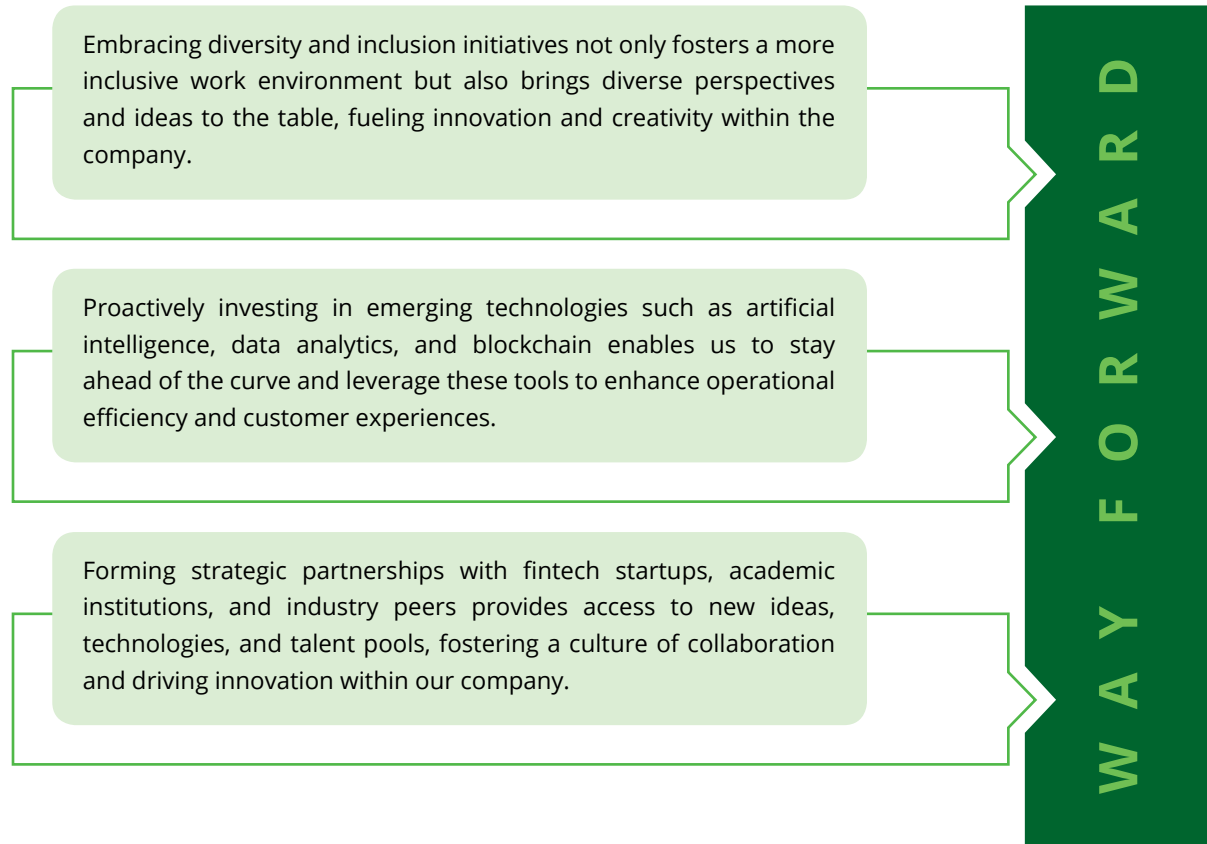 Embracing diversity and inclusion initiatives not only fosters a more
inclusive work environment but also brings diverse perspectives
and ideas to the table, fueling innovation and creativity within the
company.
Proactively investing in emerging technologies such as artificial
intelligence, data analytics, and blockchain enables us to stay
ahead of the curve and leverage these tools to enhance operational
efficiency and customer experiences.
Forming strategic partnerships with fintech startups, academic
institutions, and industry peers provides access to new ideas,
technologies, and talent pools, fostering a culture of collaboration
and driving innovation within our company.
WAY FORWARD